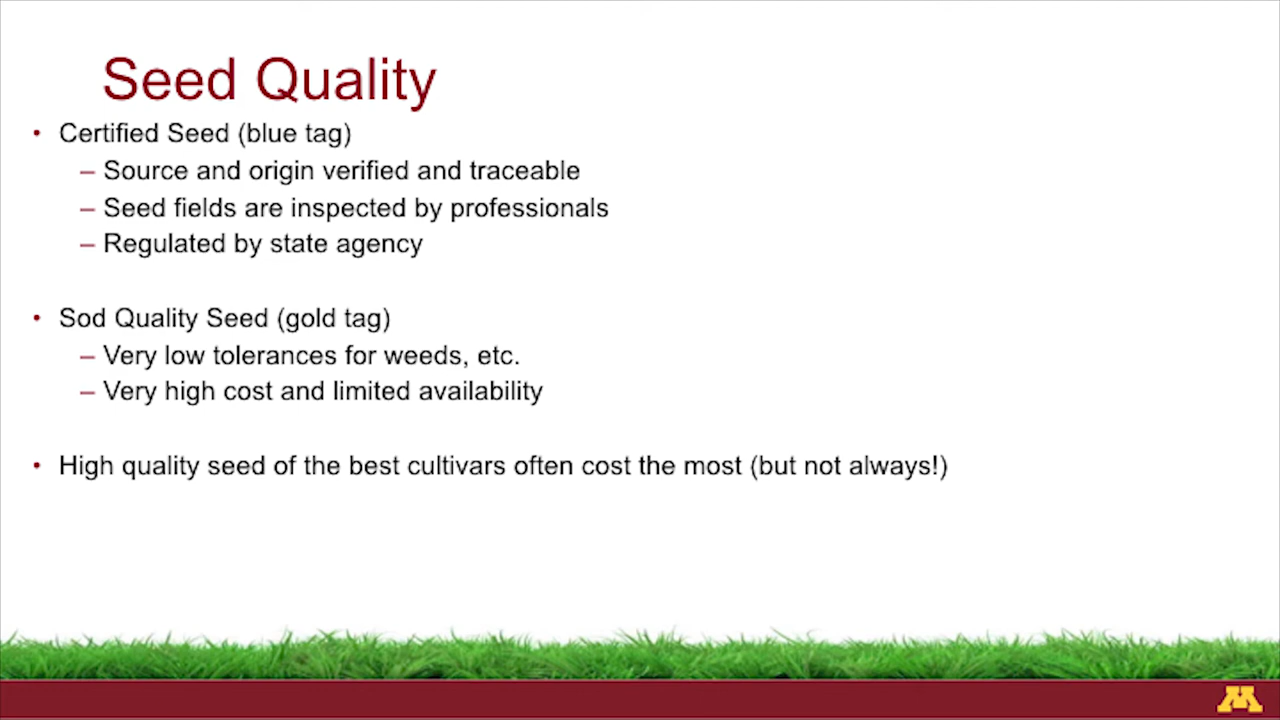 Seed Quality
• Certified Seed (blue tag)
– Source and origin verified and traceable
– Seed fields are inspected by professionals
– Regulated by state agency
• Sod Quality Seed (gold tag)
– Very low tolerances for weeds, etc.
– Very high cost and limited availability
• High quality seed of the best cultivars often cost the most (but not always!)
M